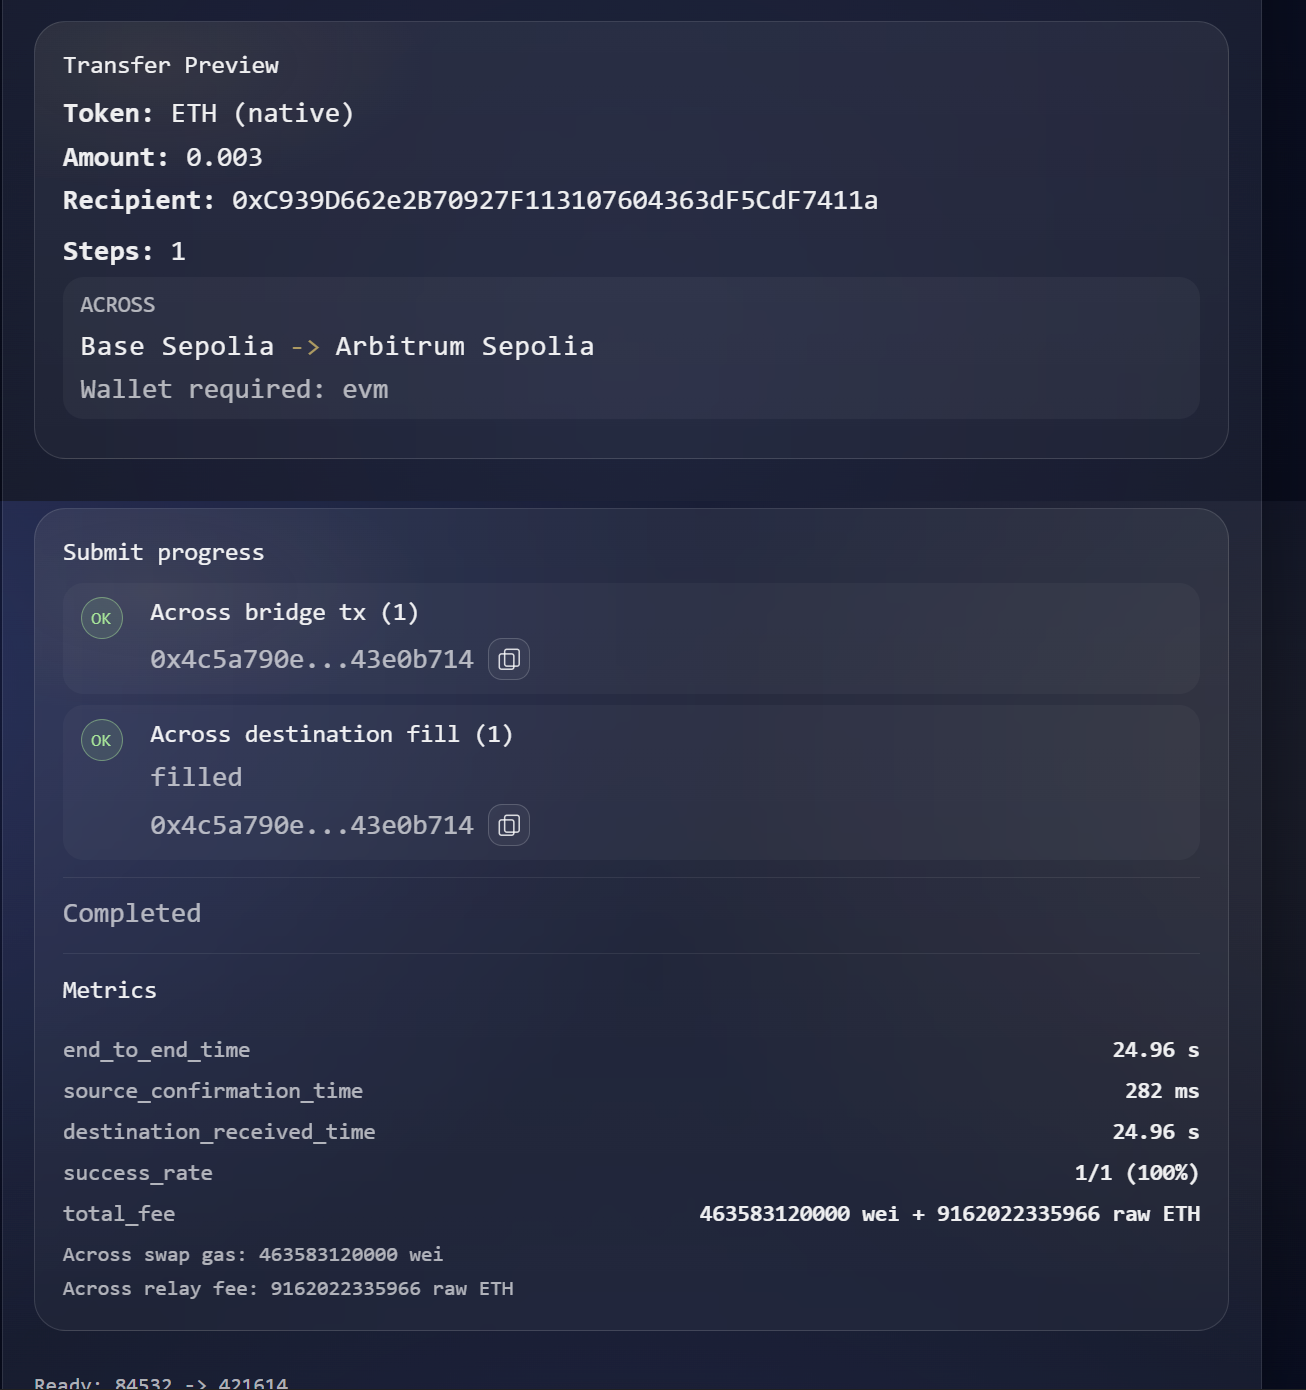 Transfer Preview
Token: ETH (native)
Amount: 0.003
Recipient: 0xC939D662e2B70927F113107604363dF5CdF7411a
Steps: 1
ACROSS
Base Sepolia -> Arbitrum Sepolia
Wallet required: evm
Submit progress
OK
Across bridge tx (1)
0x4c5a790e...43e0b714
OK
Across destination fill (1)
filled
0x4c5a790e...43e0b714
Completed
Metrics
end_to_end_time 24.96 s
source_confirmation_time 282 ms
destination_received_time 24.96 s
success_rate 1/1 (100%)
total_fee 463583120000 wei + 9162022335966 raw ETH
Across swap gas: 463583120000 wei
Across relay fee: 9162022335966 raw ETH
Ready: 84532 -> 421614